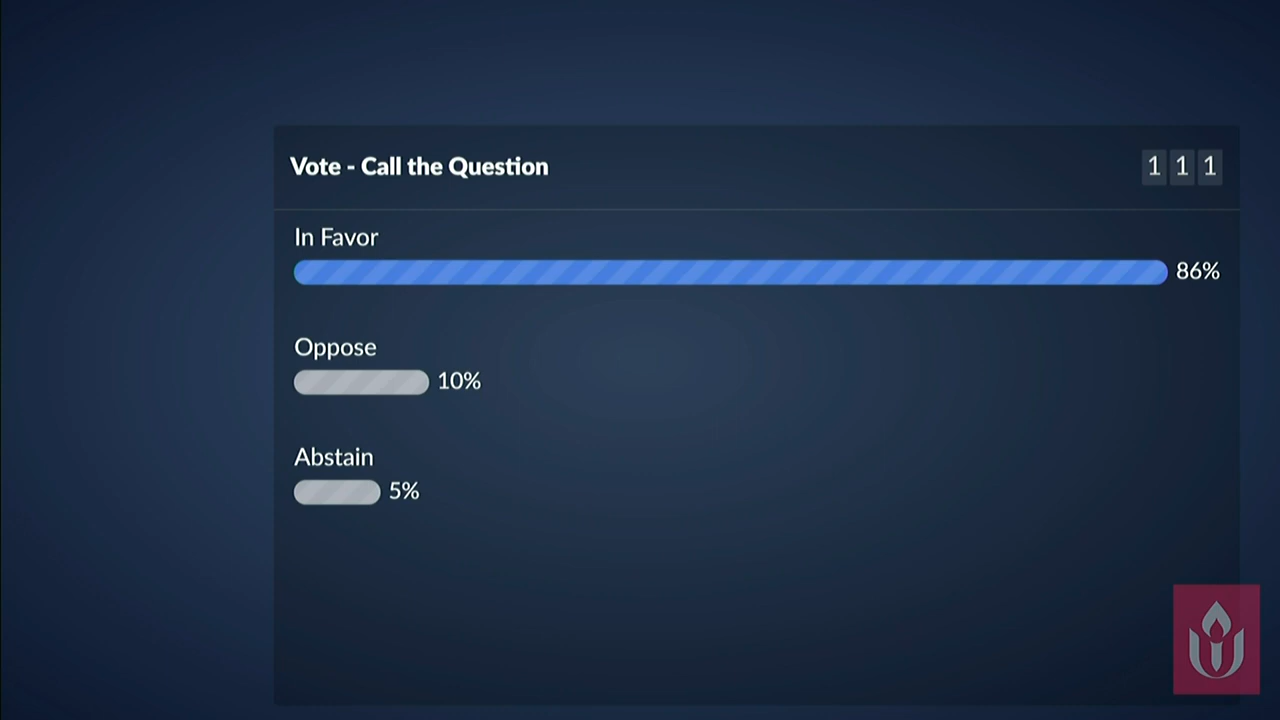 Vote - Call the Question
1 1 1
In Favor
86%
Oppose
10%
Abstain
5%